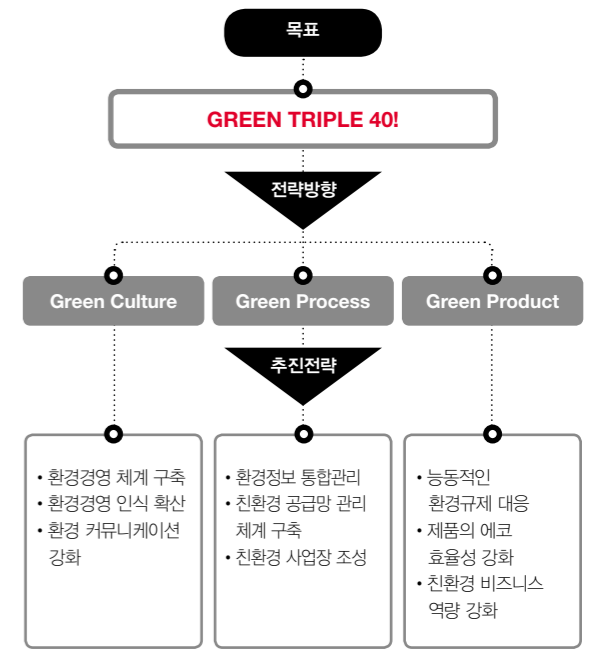 목표
GREEN TRIPLE 40!
전략방향
Green Culture
Green Process
Green Product
추진전략
• 환경경영 체계 구축
• 환경경영 인식 확산
• 환경 커뮤니케이션
강화
• 환경정보 통합관리
• 친환경 공급망 관리
체계 구축
• 친환경 사업장 조성
• 능동적인
환경규제 대응
• 제품의 에코
효율성 강화
• 친환경 비즈니스
역량 강화